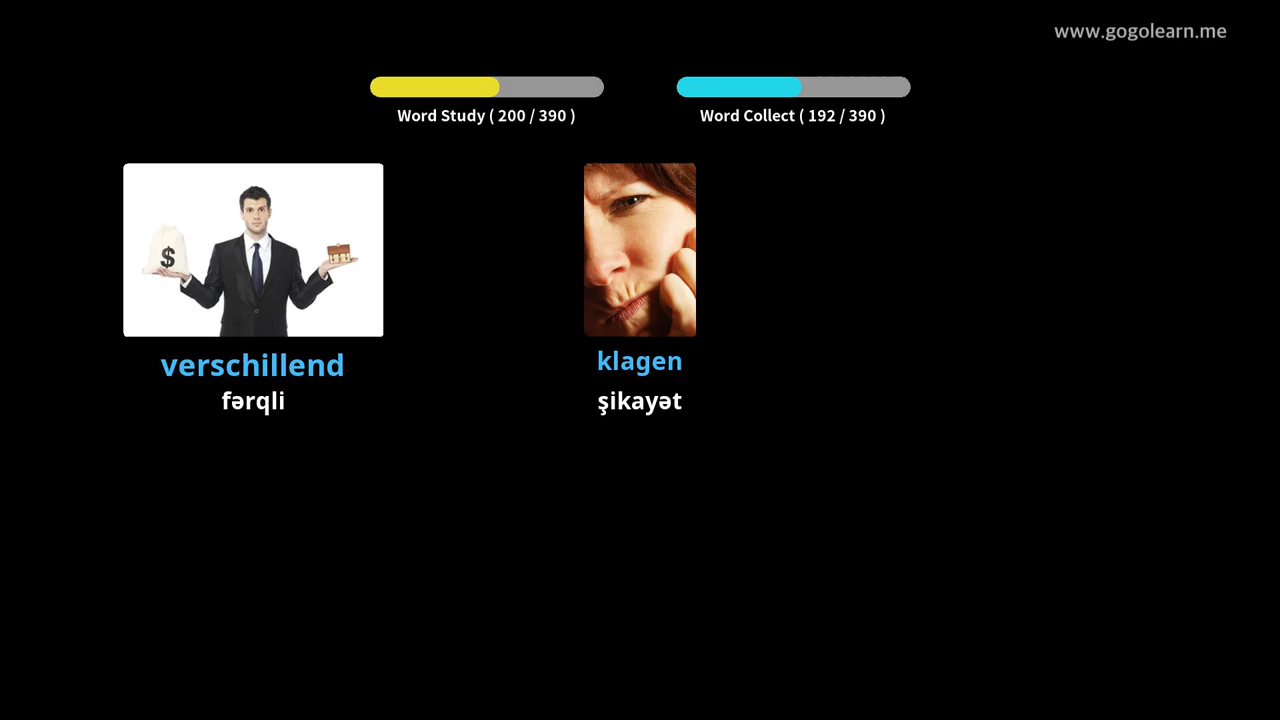 www.gogolearn.me
Word Study ( 200 / 390 )
Word Collect ( 192 / 390 )
$
verschillend
fərqli
klagen
şikayət